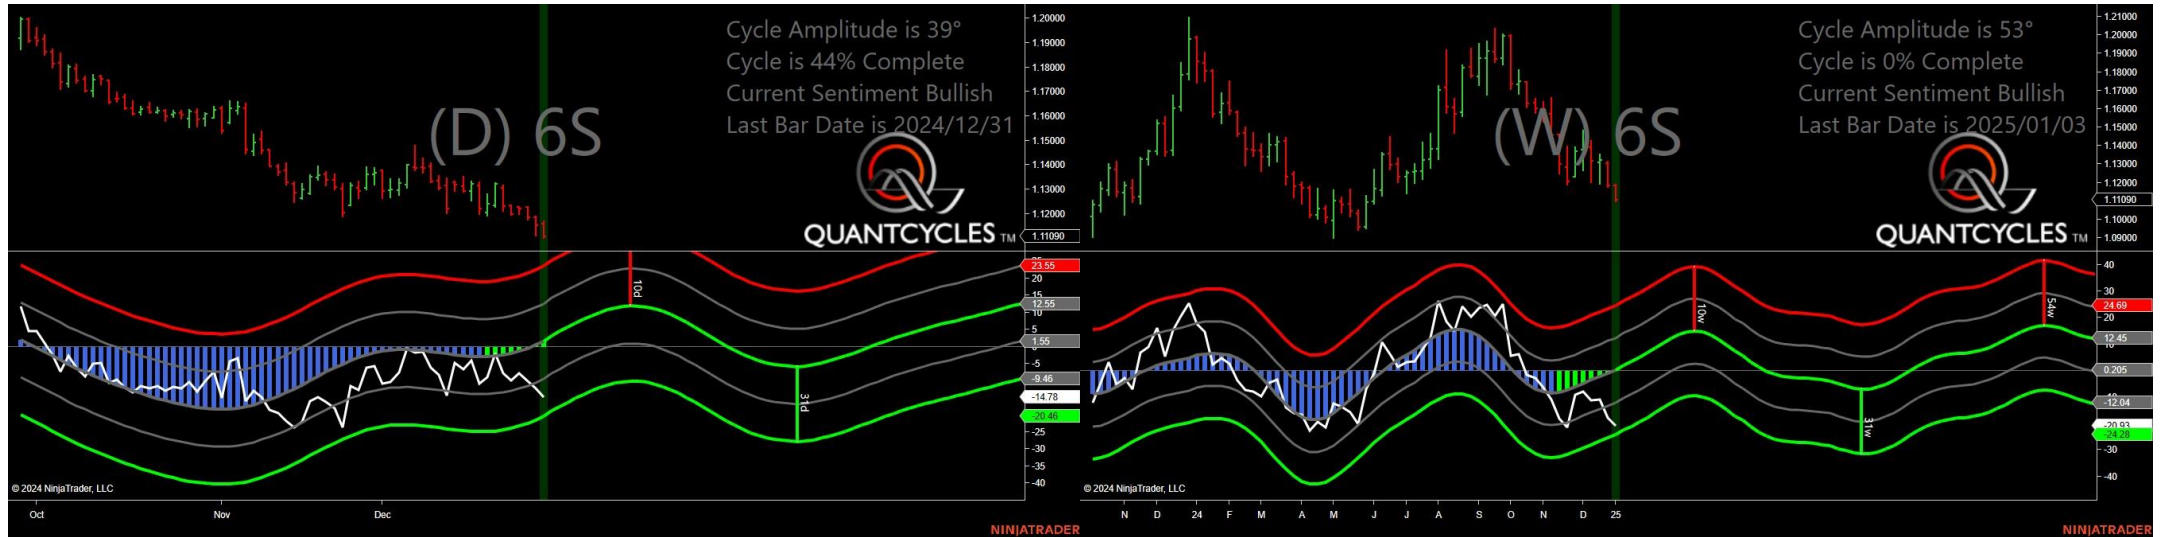 Cycle Amplitude is 39°
Cycle is 44% Complete
Current Sentiment Bullish
Last Bar Date is 2024/12/31
(D) 6S
QUANTCYCLES TM
1.20000
1.19000
1.18000
1.17000
1.16000
1.15000
1.14000
1.13000
1.12000
1.11090
23.55
20
15
12.55
10
5
1.55
-5
-9.46
-14.78
-20.46
-25
-30
-35
-40
10d
31d
© 2024 NinjaTrader, LLC
Oct Nov Dec
NINJATRADER
Cycle Amplitude is 53°
Cycle is 0% Complete
Current Sentiment Bullish
Last Bar Date is 2025/01/03
(W) 6S
QUANTCYCLES TM
1.21000
1.20000
1.19000
1.18000
1.17000
1.16000
1.15000
1.14000
1.13000
1.12000
1.11090
1.10000
1.09000
40
30
24.69
20
12.45
10
0.205
-12.04
-20.93
-24.28
-30
-40
10w
31w
54w
© 2024 NinjaTrader, LLC
N D 24 F M A M J J A S O N D 25
NINJATRADER